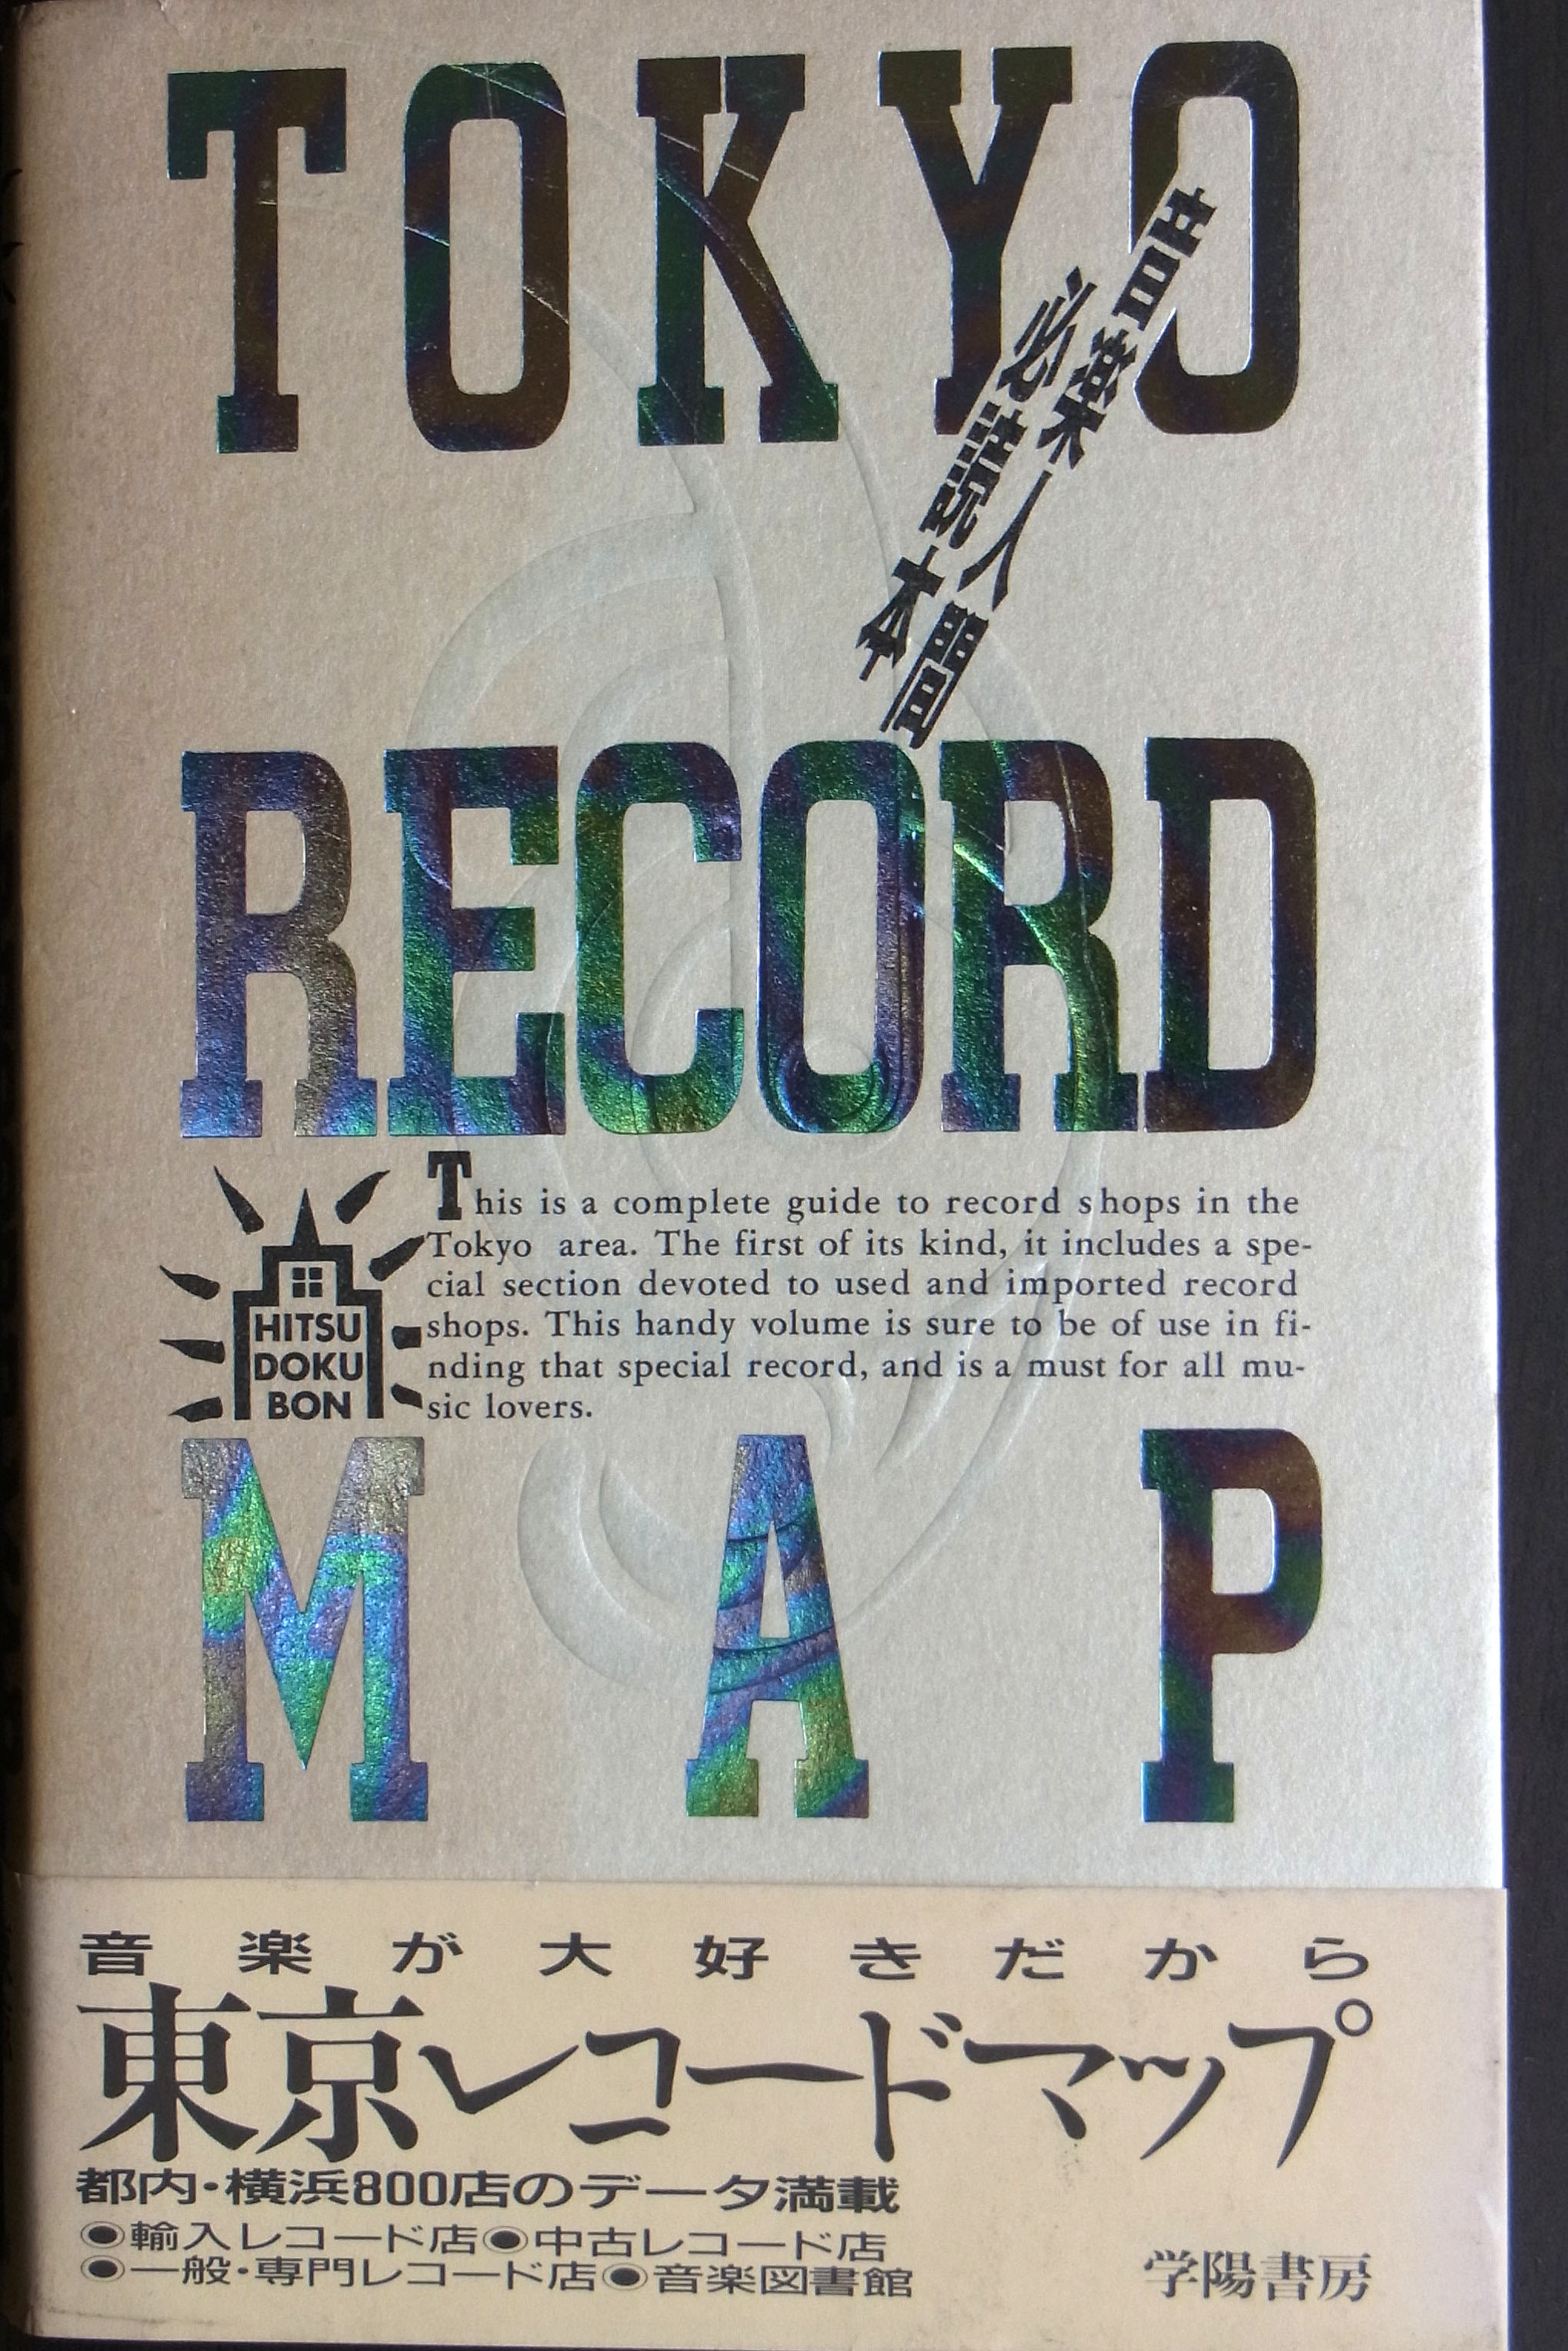 TOKYO
音楽人間
必読本
RECORD
HITSU
DOKU
BON
This is a complete guide to record shops in the
Tokyo area. The first of its kind, it includes a spe-
cial section devoted to used and imported record
shops. This handy volume is sure to be of use in fi-
nding that special record, and is a must for all mu-
sic lovers.
MAP
音楽が大好きだから
東京レコードマップ
都内・横浜800店のデータ満載
◉輸入レコード店◉中古レコード店
◉一般・専門レコード店◉音楽図書館
学陽書房